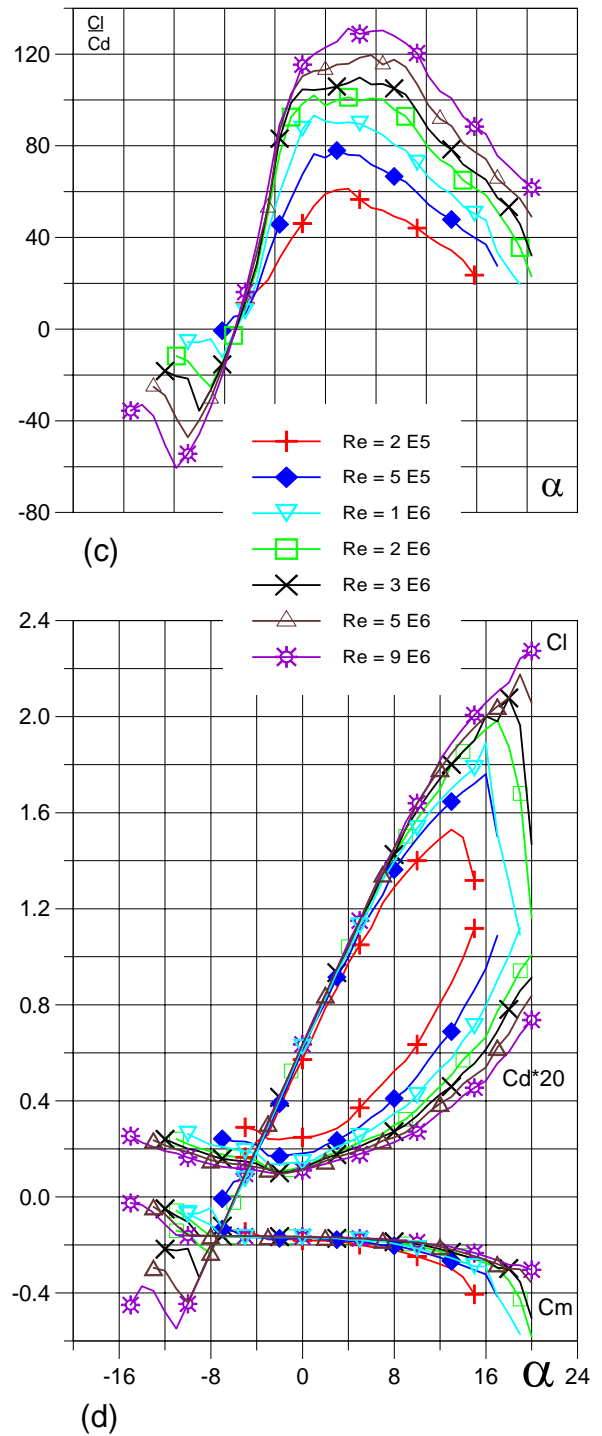 Cl
Cd
120
80
40
0
-40
-80
α
(c)
Re = 2 E5
Re = 5 E5
Re = 1 E6
Re = 2 E6
Re = 3 E6
Re = 5 E6
Re = 9 E6
2.4
Cl
2.0
1.6
1.2
0.8
Cd*20
0.4
0.0
-0.4
Cm
-16 -8 0 8 16 α 24
(d)